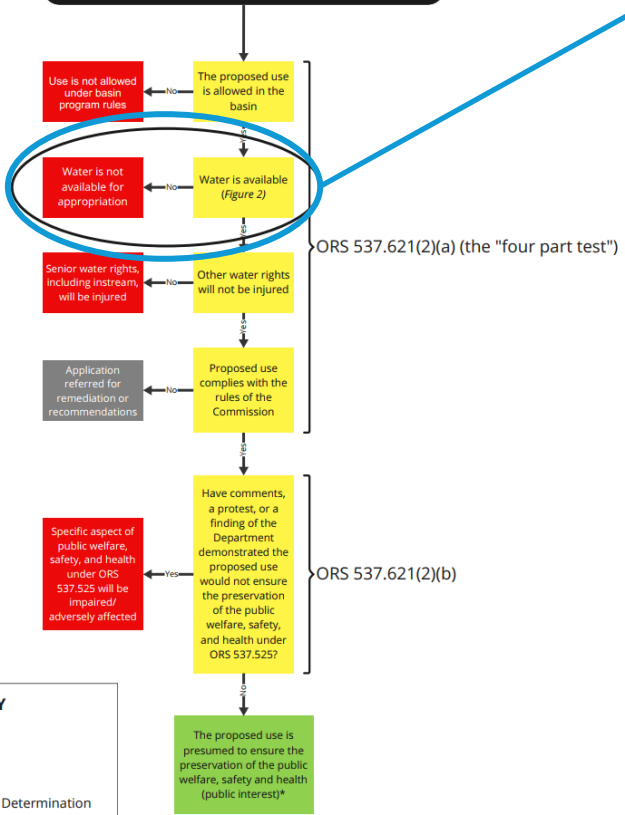 Use is not allowed
under basin
program rules
No
The proposed use
is allowed in the
basin
Yes
Water is not
available for
appropriation
No
Water is available
(Figure 2)
Yes
ORS 537.621(2)(a) (the "four part test")
Senior water rights,
including instream,
will be injured
No
Other water rights
will not be injured
Yes
Application
referred for
remediation or
recommendations
No
Proposed use
complies with the
rules of the
Commission
Yes
Specific aspect of
public welfare,
safety, and health
under ORS
537.525 will be
impaired/
adversely affected
Yes
Have comments,
a protest, or a
finding of the
Department
demonstrated the
proposed use
would not ensure
the preservation
of the public
welfare, safety,
and health under
ORS 537.525?
ORS 537.621(2)(b)
No
Y
The proposed use is
presumed to ensure the
preservation of the public
welfare, safety and health
(public interest)*
Determination